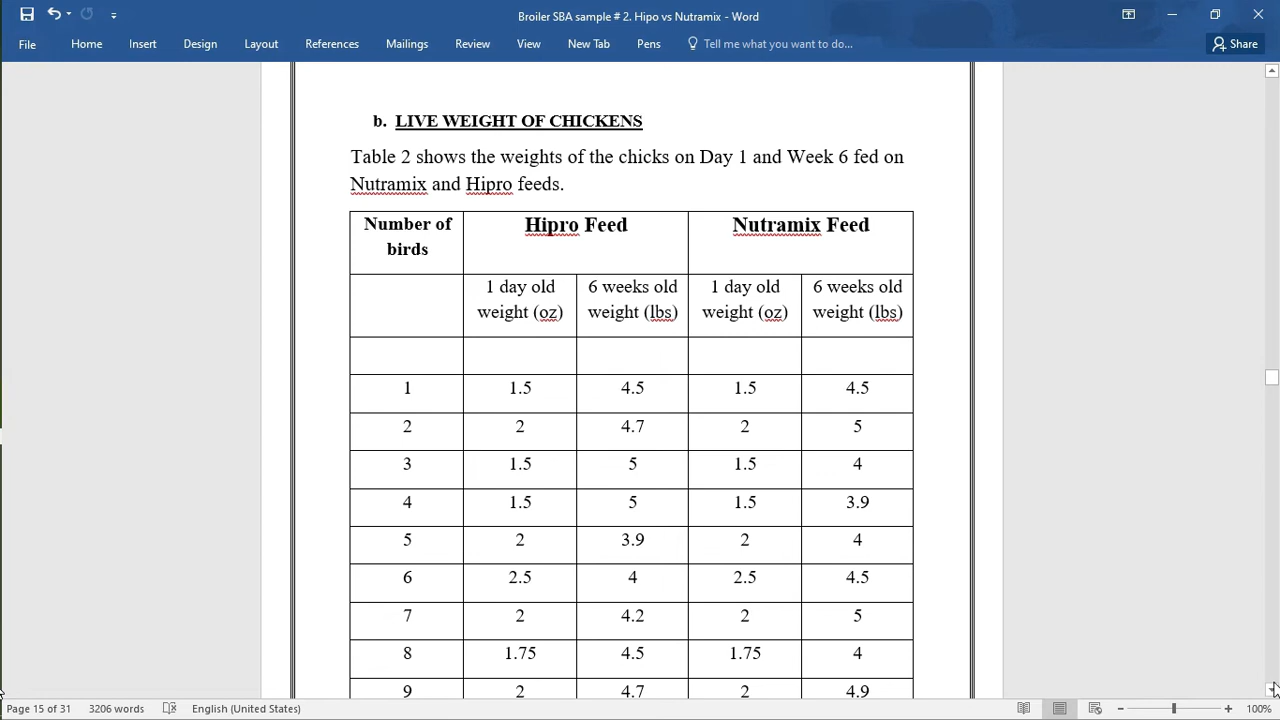 Broiler SBA sample # 2. Hipo vs Nutramix - Word
File Home Insert Design Layout References Mailings Review View New Tab Pens Tell me what you want to do... Share
b. LIVE WEIGHT OF CHICKENS
Table 2 shows the weights of the chicks on Day 1 and Week 6 fed on
Nutramix and Hipro feeds.
Number of birds Hipro Feed Nutramix Feed
1 day old weight (oz) 6 weeks old weight (lbs) 1 day old weight (oz) 6 weeks old weight (lbs)
1 1.5 4.5 1.5 4.5
2 2 4.7 2 5
3 1.5 5 1.5 4
4 1.5 5 1.5 3.9
5 2 3.9 2 4
6 2.5 4 2.5 4.5
7 2 4.2 2 5
8 1.75 4.5 1.75 4
9 2 4.7 2 4.9
Page 15 of 31 3206 words English (United States) 100%